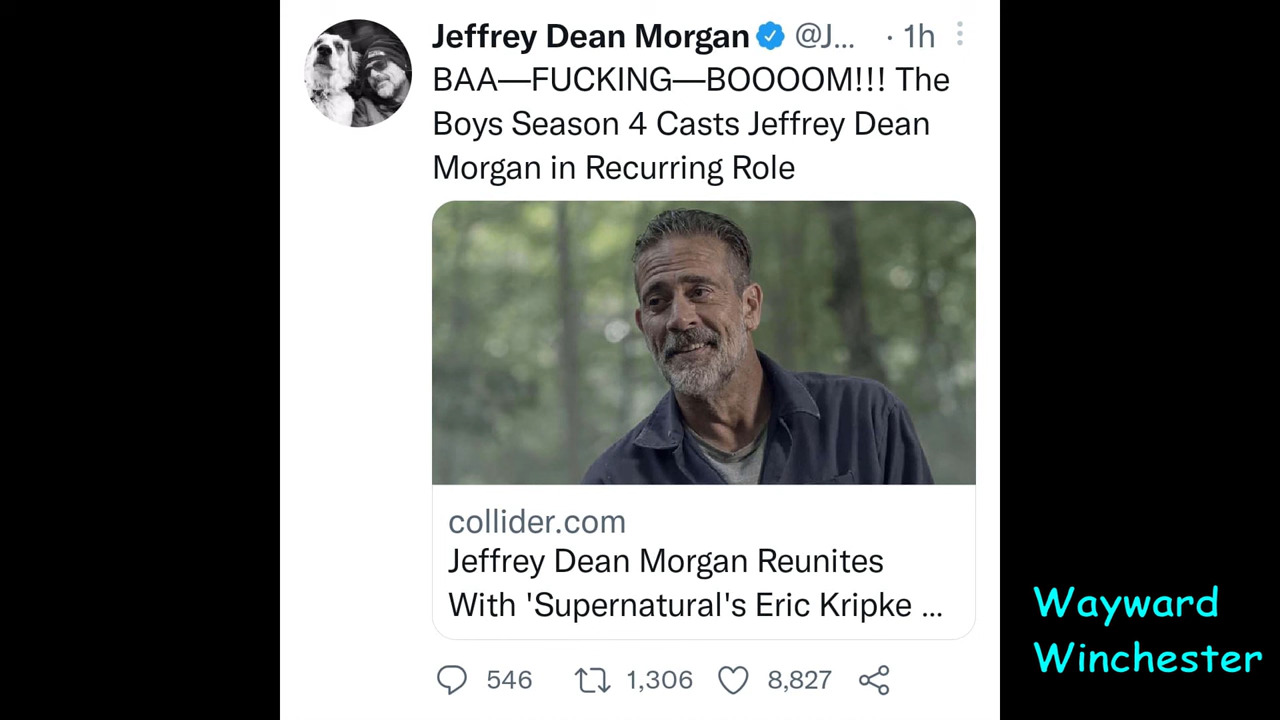 Jeffrey Dean Morgan @J... · 1h
BAA—FUCKING—BOOOOM!!! The
Boys Season 4 Casts Jeffrey Dean
Morgan in Recurring Role
collider.com
Jeffrey Dean Morgan Reunites
With 'Supernatural's Eric Kripke ...
546 1,306 8,827
Wayward
Winchester